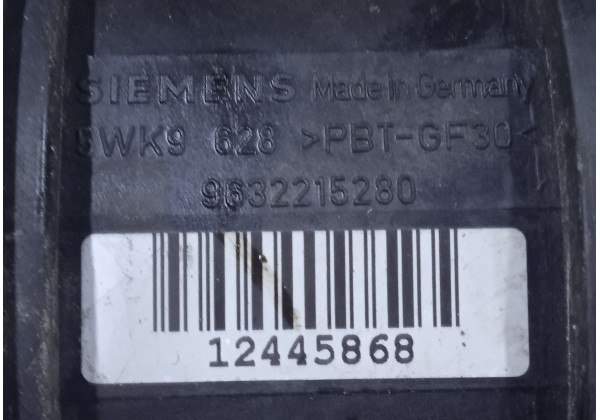 SIEMENS Made in Germany
5WK9 628 >PBT-GF30<
9632215280
12445868